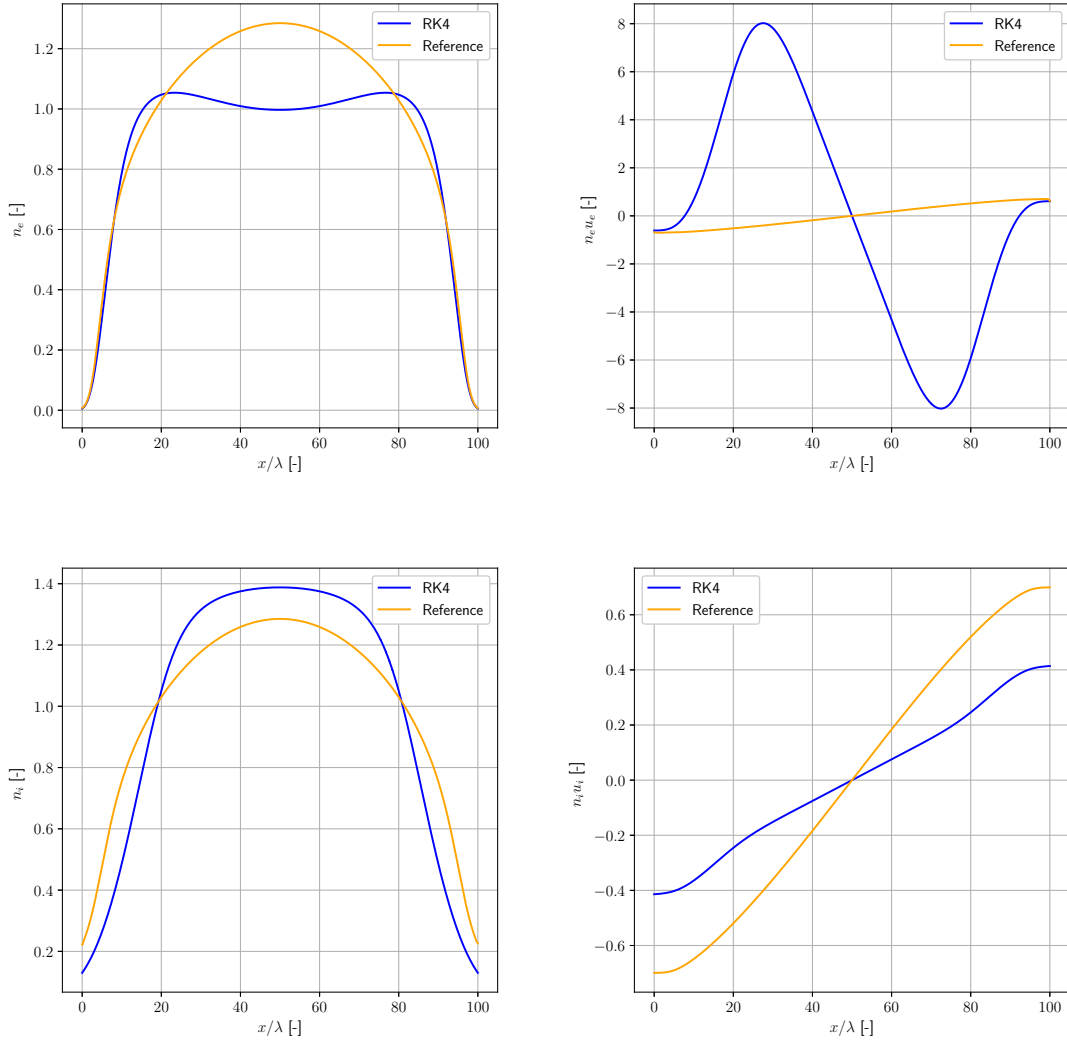 1.2
1.0
0.8
0.6
0.4
0.2
0.0
n_e [-]
0 20 40 60 80 100
x/λ [-]
RK4
Reference
8
6
4
2
0
−2
−4
−6
−8
n_e u_e [-]
0 20 40 60 80 100
x/λ [-]
RK4
Reference
1.4
1.2
1.0
0.8
0.6
0.4
0.2
n_i [-]
0 20 40 60 80 100
x/λ [-]
RK4
Reference
0.6
0.4
0.2
0.0
−0.2
−0.4
−0.6
n_i u_i [-]
0 20 40 60 80 100
x/λ [-]
RK4
Reference